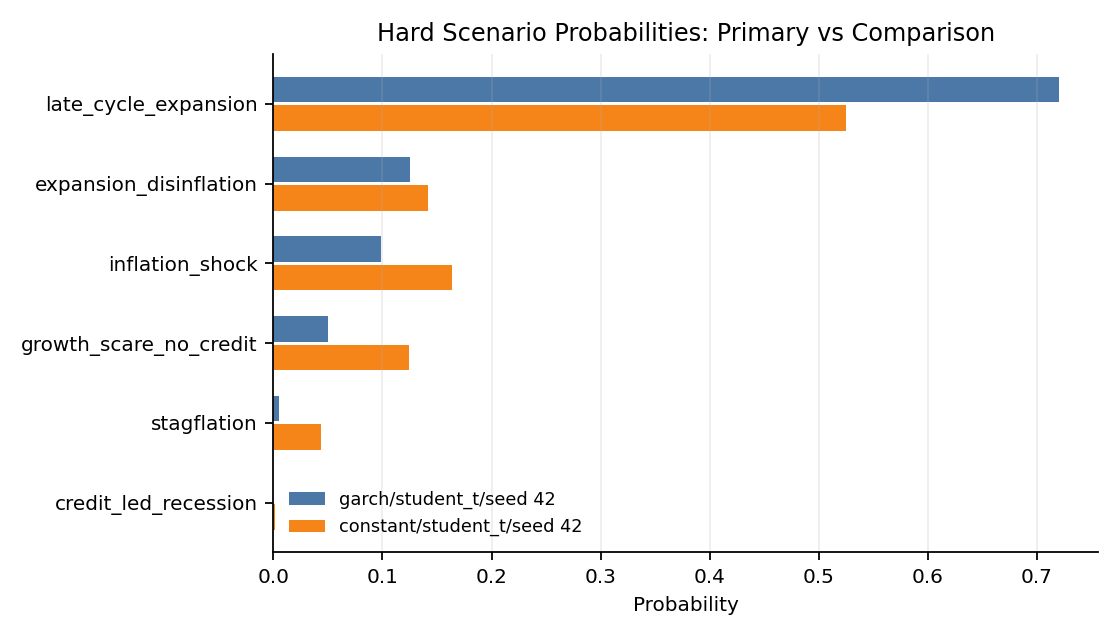 Hard Scenario Probabilities: Primary vs Comparison
late_cycle_expansion
expansion_disinflation
inflation_shock
growth_scare_no_credit
stagflation
credit_led_recession
garch/student_t/seed 42
constant/student_t/seed 42
0.0 0.1 0.2 0.3 0.4 0.5 0.6 0.7
Probability